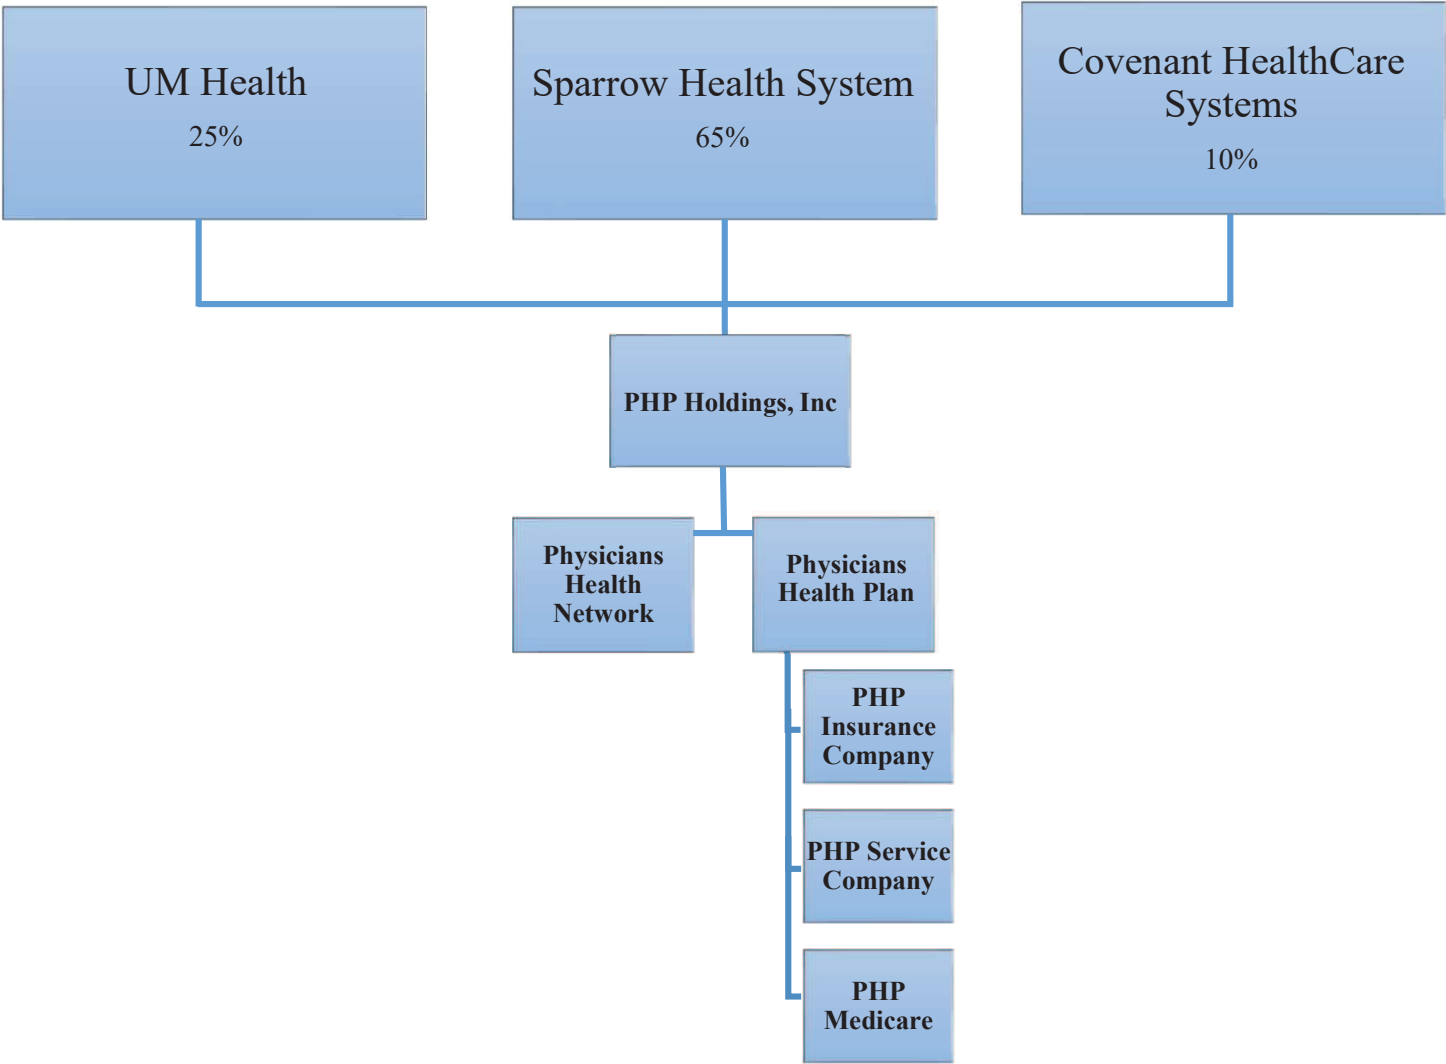 UM Health
25%
Sparrow Health System
65%
Covenant HealthCare
Systems
10%
PHP Holdings, Inc
Physicians
Health
Network
Physicians
Health Plan
PHP
Insurance
Company
PHP Service
Company
PHP
Medicare